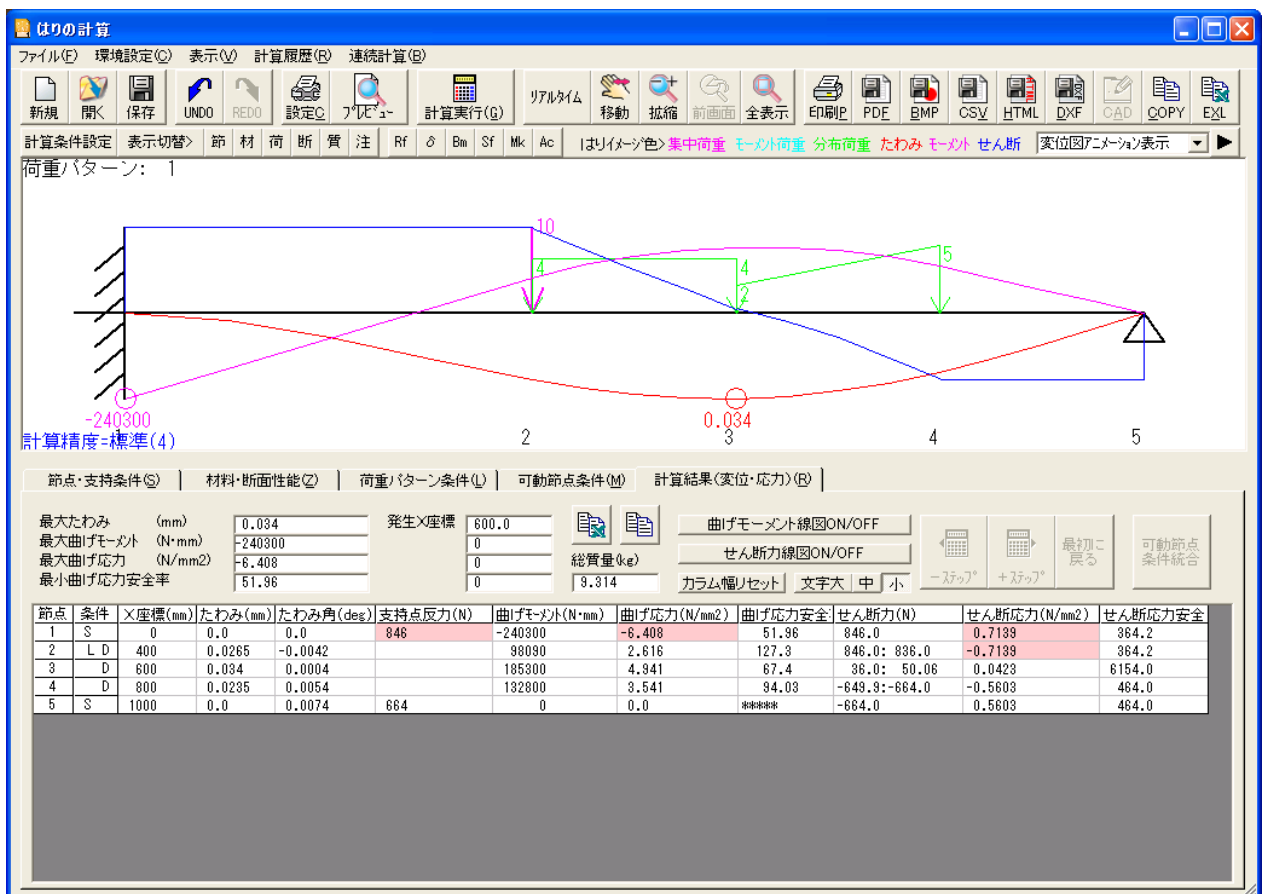 はりの計算
ファイル(F) 環境設定(C) 表示(V) 計算履歴(R) 連続計算(B)
新規 開く 保存 UNDO REDO 設定C プレビュー 計算実行(G) リアルタイム 移動 拡縮 前画面 全表示 印刷P PDF BMP CSV HTML DXF CAD COPY EXL
計算条件設定 表示切替> 節 材 荷 断 質 注 Rf δ Bm Sf Mk Ac はりイメージ色>集中荷重 モーメント荷重 分布荷重 たわみ モーメント せん断 変位図アニメーション表示
荷重パターン: 1
10
4 4 2 5
-240300 0.034
計算精度=標準(4)
1 2 3 4 5
節点・支持条件(S) 材料・断面性能(Z) 荷重パターン条件(L) 可動節点条件(M) 計算結果(変位・応力)(R)
最大たわみ (mm) 0.034 発生X座標 600.0 曲げモーメント線図ON/OFF
最大曲げモーメント (N・mm) -240300 0
最大曲げ応力 (N/mm2) -6.408 0 総質量(kg) せん断力線図ON/OFF
最小曲げ応力安全率 51.96 0 9.314 カラム幅リセット 文字大 中 小
-ステップ +ステップ 最初に戻る 可動節点条件統合
節点 条件 X座標(mm) たわみ(mm) たわみ角(deg) 支持点反力(N) 曲げモーメント(N・mm) 曲げ応力(N/mm2) 曲げ応力安全 せん断力(N) せん断応力(N/mm2) せん断応力安全
1 S 0 0.0 0.0 846 -240300 -6.408 51.96 846.0 0.7139 364.2
2 L D 400 0.0265 -0.0042 98090 2.616 127.3 846.0: 836.0 -0.7139 364.2
3 D 600 0.034 0.0004 185300 4.941 67.4 36.0: 50.06 0.0423 6154.0
4 D 800 0.0235 0.0054 132800 3.541 94.03 -649.9:-664.0 -0.5603 464.0
5 S 1000 0.0 0.0074 664 0 0.0 ***** -664.0 0.5603 464.0